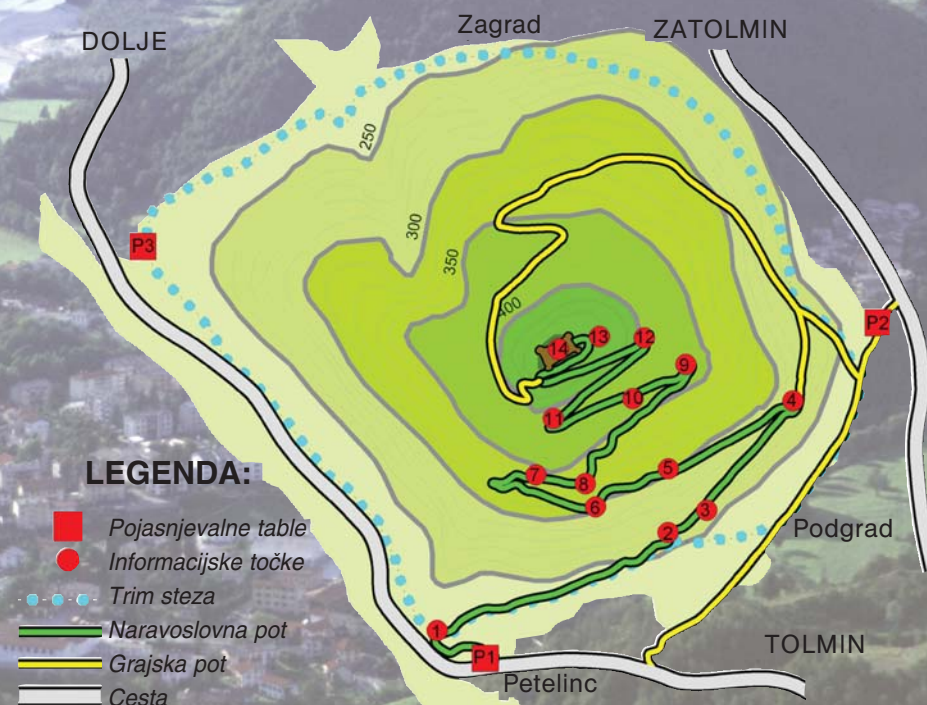 Zagrad
ZATOLMIN
DOLJE
250
300
350
400
P3
P2
13
12
14
9
10
4
11
5
7
8
6
3
2
Podgrad
1
P1
TOLMIN
Petelinc
LEGENDA:
Pojasnjevalne table
Informacijske točke
Trim steza
Naravoslovna pot
Grajska pot
Cesta